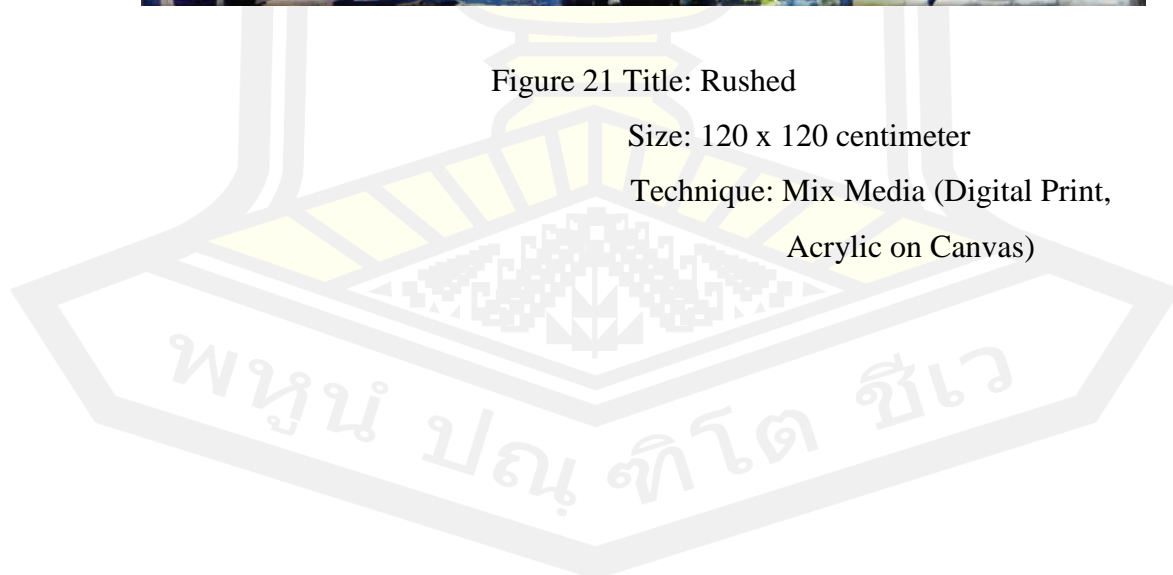 Figure 21 Title: Rushed
Size: 120 x 120 centimeter
Technique: Mix Media (Digital Print,
Acrylic on Canvas)
พหูนํ ปณฺฑิโต ชีเว